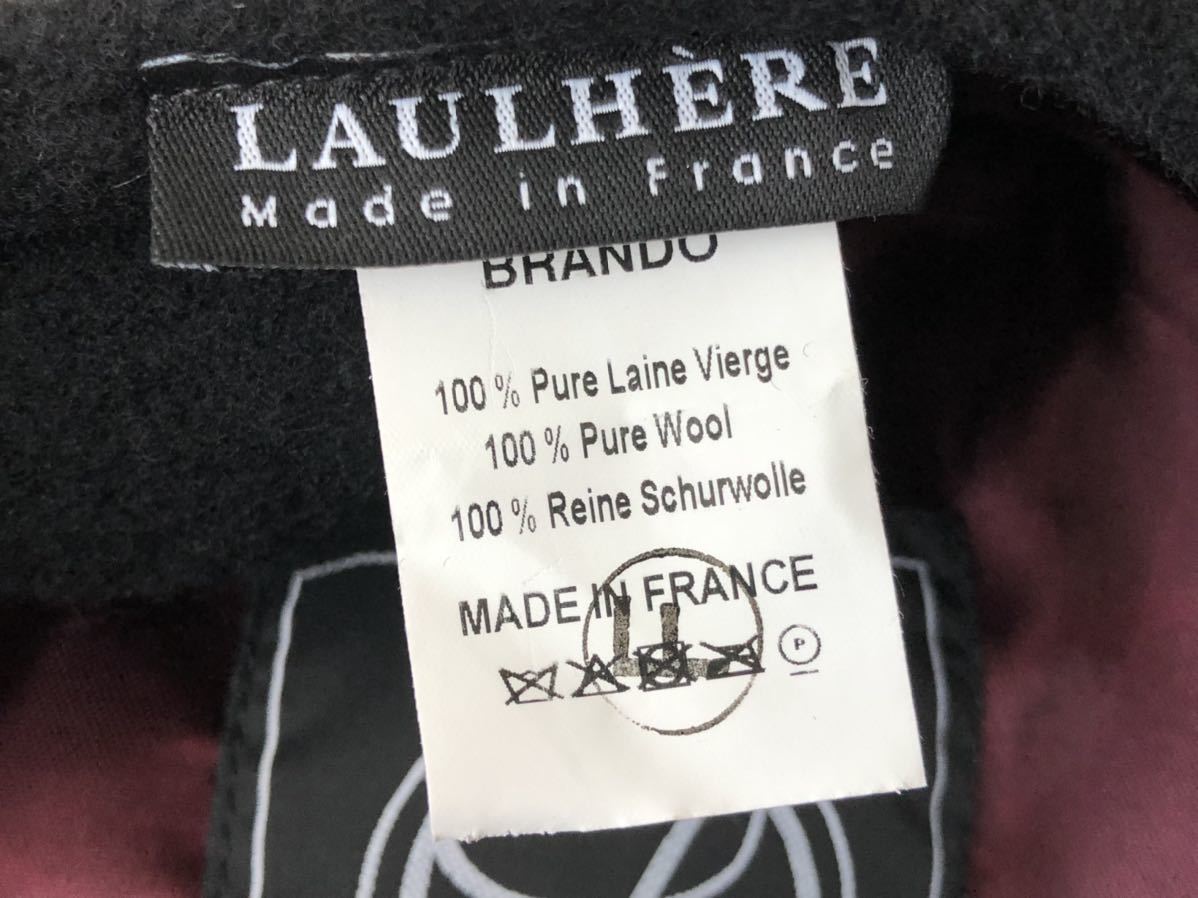 LAULHÈRE
Made in France
BRANDO
100 % Pure Laine Vierge
100 % Pure Wool
100 % Reine Schurwolle
MADE IN FRANCE
P